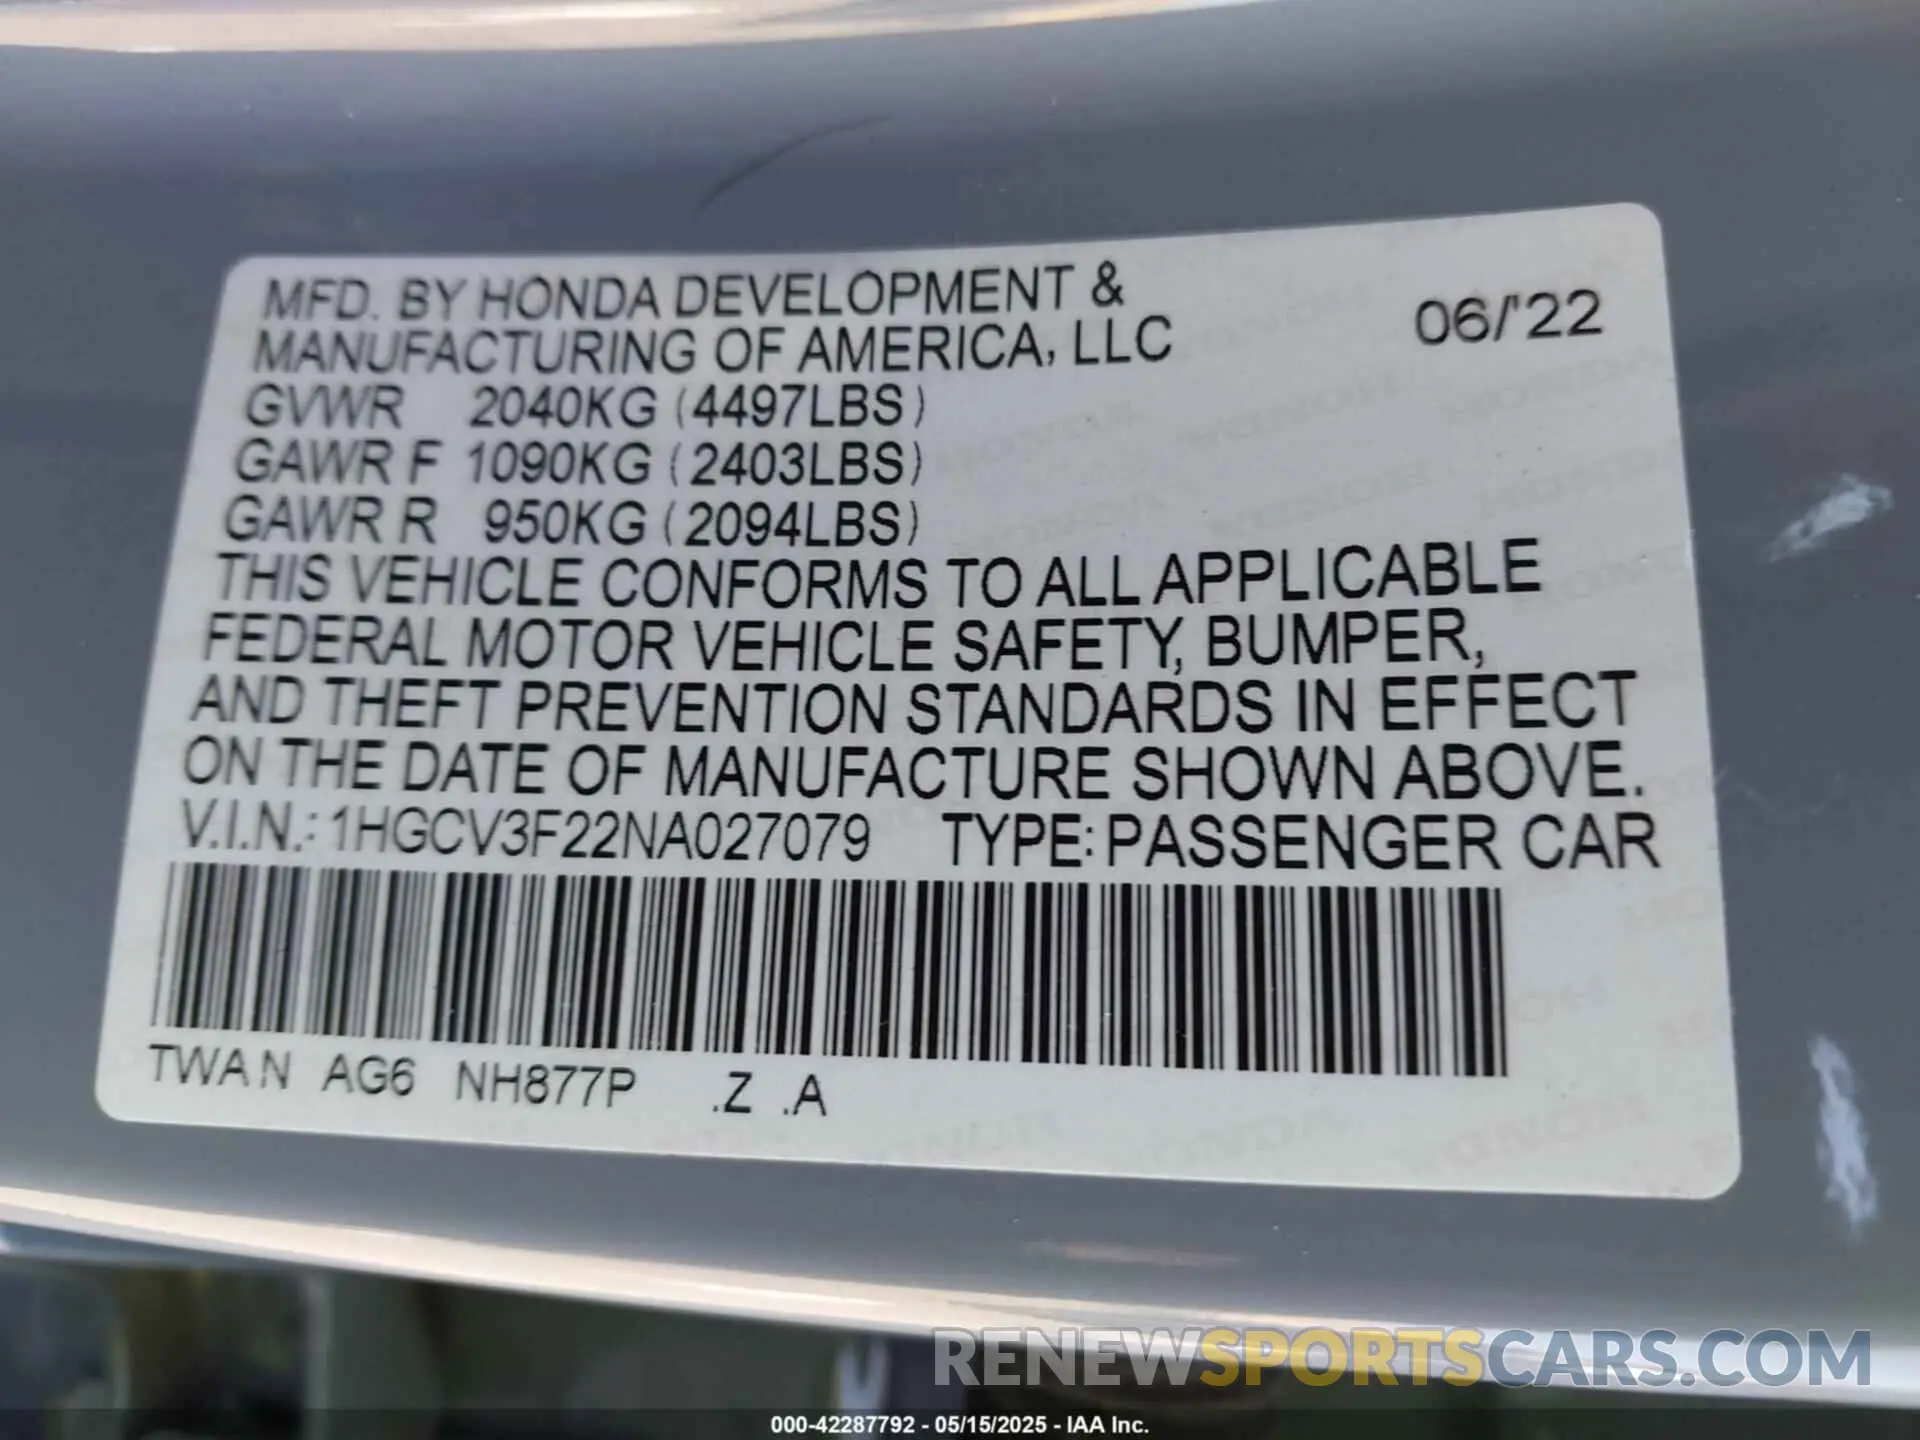 MFD. BY HONDA DEVELOPMENT &
MANUFACTURING OF AMERICA, LLC
06/'22
GVWR 2040KG (4497LBS)
GAWR F 1090KG (2403LBS)
GAWR R 950KG (2094LBS)
THIS VEHICLE CONFORMS TO ALL APPLICABLE
FEDERAL MOTOR VEHICLE SAFETY, BUMPER,
AND THEFT PREVENTION STANDARDS IN EFFECT
ON THE DATE OF MANUFACTURE SHOWN ABOVE.
V.I.N.: 1HGCV3F22NA027079 TYPE: PASSENGER CAR
TWAN AG6 NH877P .Z .A
RENEWSPORTSCARS.COM
000-42287792 - 05/15/2025 - IAA Inc.